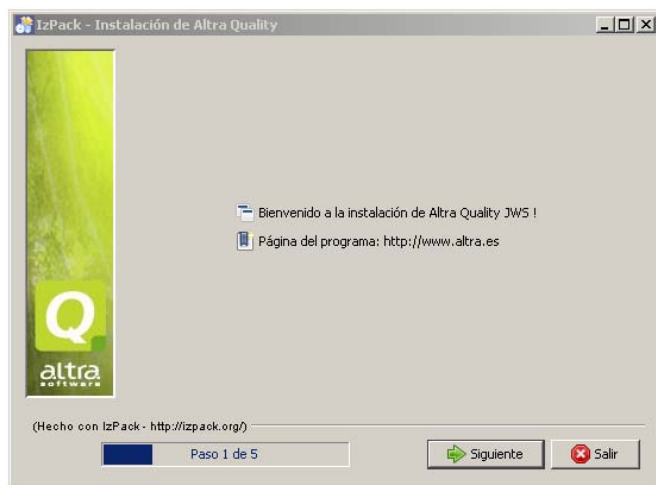 IzPack - Instalación de Altra Quality
Bienvenido a la instalación de Altra Quality JWS !
Página del programa: http://www.altra.es
Q
altra
software
(Hecho con IzPack - http://izpack.org/)
Paso 1 de 5
Siguiente
Salir